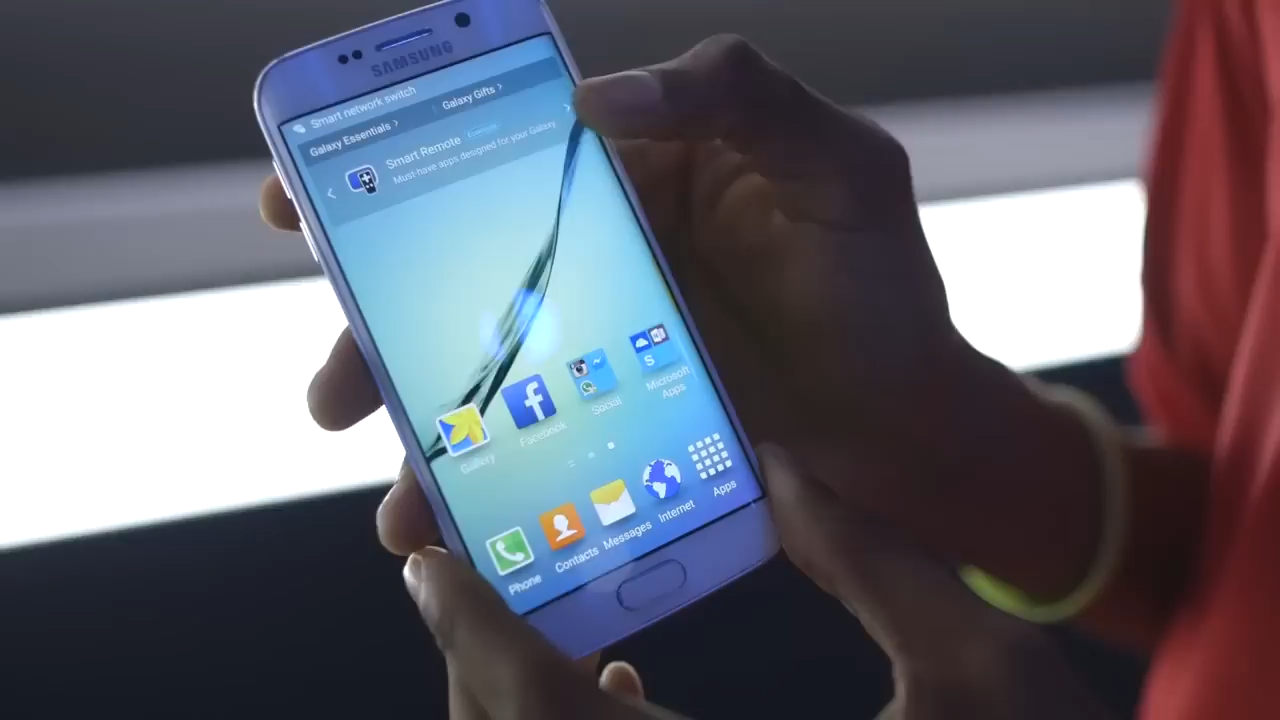 SAMSUNG
Smart network switch
Galaxy Essentials >
Galaxy Gifts >
Smart Remote
Must-have apps designed for your Galaxy
Gallery
Facebook
Social
Microsoft
Apps
Phone
Contacts
Messages
Internet
Apps